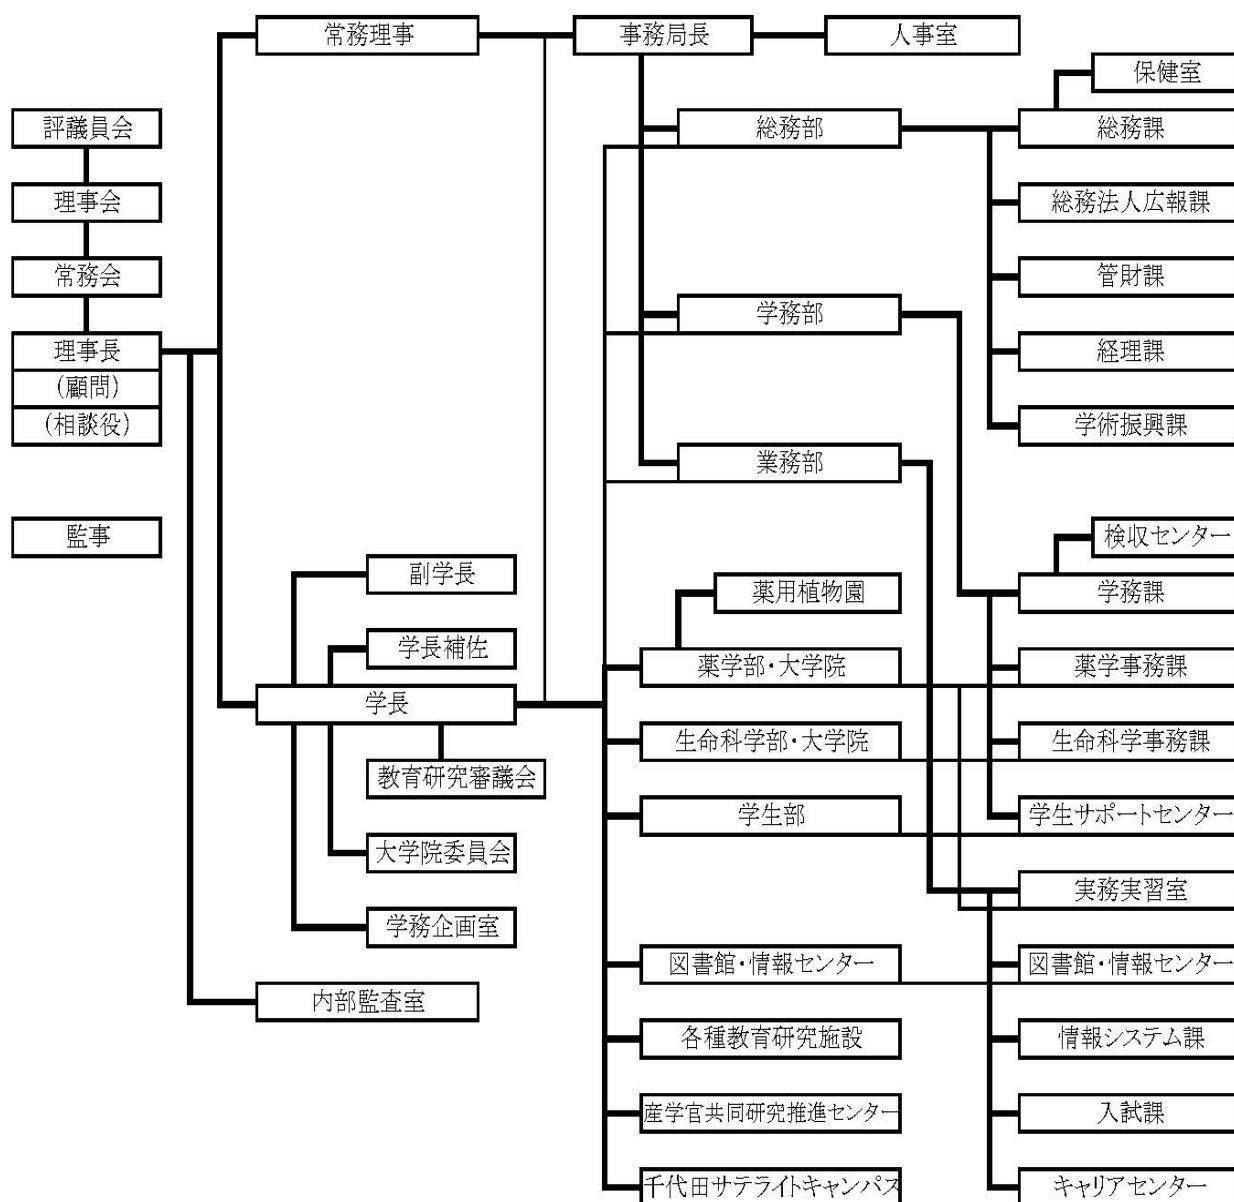 常務理事
事務局長
人事室
保健室
評議員会
総務部
総務課
理事会
総務法人広報課
常務会
管財課
学務部
理事長
経理課
(顧問)
(相談役)
学術振興課
業務部
監事
検収センター
副学長
薬用植物園
学務課
学長補佐
薬学部・大学院
薬学事務課
学長
生命科学部・大学院
生命科学事務課
教育研究審議会
学生部
学生サポートセンター
大学院委員会
実務実習室
学務企画室
図書館・情報センター
図書館・情報センター
内部監査室
各種教育研究施設
情報システム課
産学官共同研究推進センター
入試課
千代田サテライトキャンパス
キャリアセンター